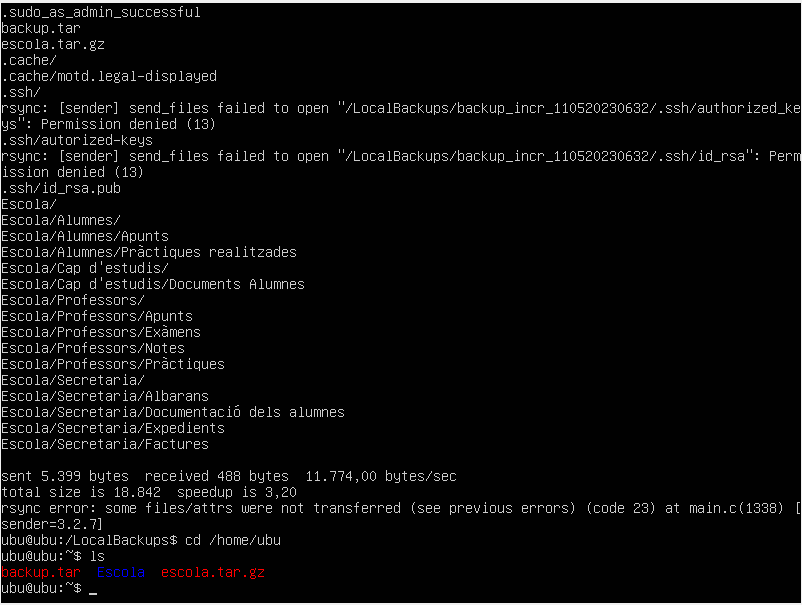 .sudo_as_admin_successful
backup.tar
escola.tar.gz
.cache/
.cache/motd.legal-displayed
.ssh/
rsync: [sender] send_files failed to open "/LocalBackups/backup_incr_110520230632/.ssh/authorized_ke
ys": Permission denied (13)
.ssh/autorized-keys
rsync: [sender] send_files failed to open "/LocalBackups/backup_incr_110520230632/.ssh/id_rsa": Perm
ission denied (13)
.ssh/id_rsa.pub
Escola/
Escola/Alumnes/
Escola/Alumnes/Apunts
Escola/Alumnes/Pràctiques realitzades
Escola/Cap d'estudis/
Escola/Cap d'estudis/Documents Alumnes
Escola/Professors/
Escola/Professors/Apunts
Escola/Professors/Exàmens
Escola/Professors/Notes
Escola/Professors/Pràctiques
Escola/Secretaria/
Escola/Secretaria/Albarans
Escola/Secretaria/Documentació dels alumnes
Escola/Secretaria/Expedients
Escola/Secretaria/Factures
sent 5.399 bytes  received 488 bytes  11.774,00 bytes/sec
total size is 18.842  speedup is 3,20
rsync error: some files/attrs were not transferred (see previous errors) (code 23) at main.c(1338) [
sender=3.2.7]
ubu@ubu:/LocalBackups$ cd /home/ubu
ubu@ubu:~$ ls
backup.tar  Escola  escola.tar.gz
ubu@ubu:~$ _